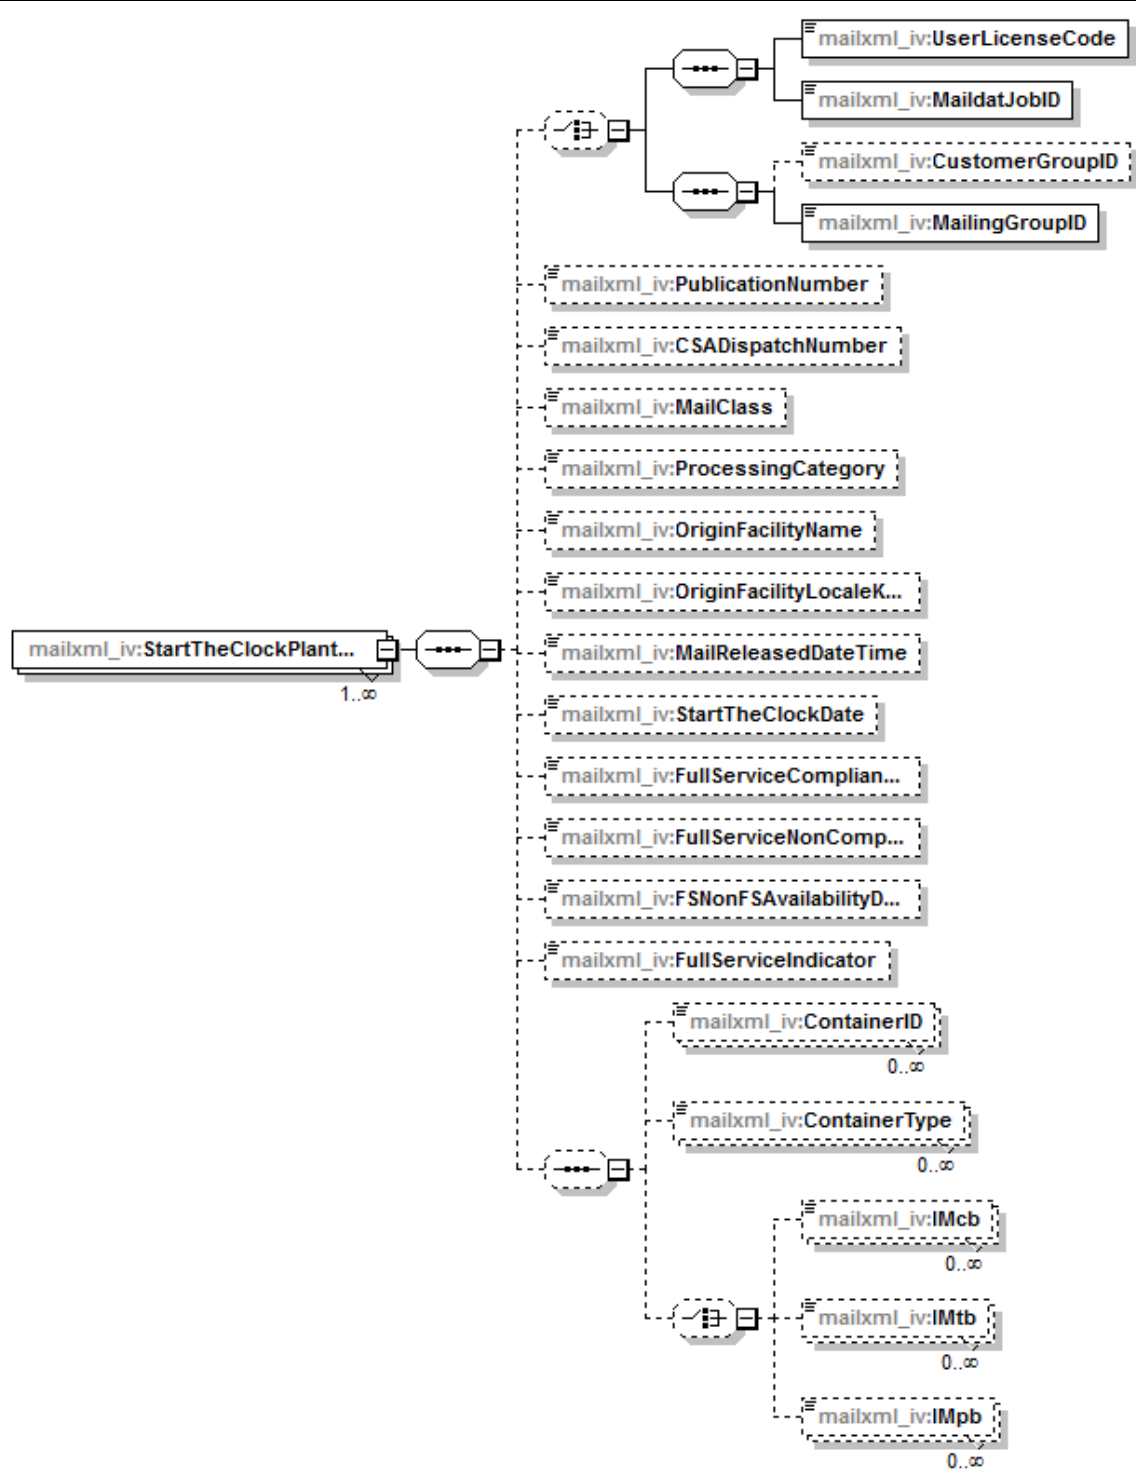 mailxml_iv:UserLicenseCode
mailxml_iv:MaildatJobID
mailxml_iv:CustomerGroupID
mailxml_iv:MailingGroupID
mailxml_iv:PublicationNumber
mailxml_iv:CSADispatchNumber
mailxml_iv:MailClass
mailxml_iv:ProcessingCategory
mailxml_iv:OriginFacilityName
mailxml_iv:OriginFacilityLocaleK...
mailxml_iv:StartTheClockPlant...
1..∞
mailxml_iv:MailReleasedDateTime
mailxml_iv:StartTheClockDate
mailxml_iv:FullServiceComplian...
mailxml_iv:FullServiceNonComp...
mailxml_iv:FSNonFSAvailabilityD...
mailxml_iv:FullServiceIndicator
mailxml_iv:ContainerID
0..∞
mailxml_iv:ContainerType
0..∞
mailxml_iv:IMcb
0..∞
mailxml_iv:IMtb
0..∞
mailxml_iv:IMpb
0..∞